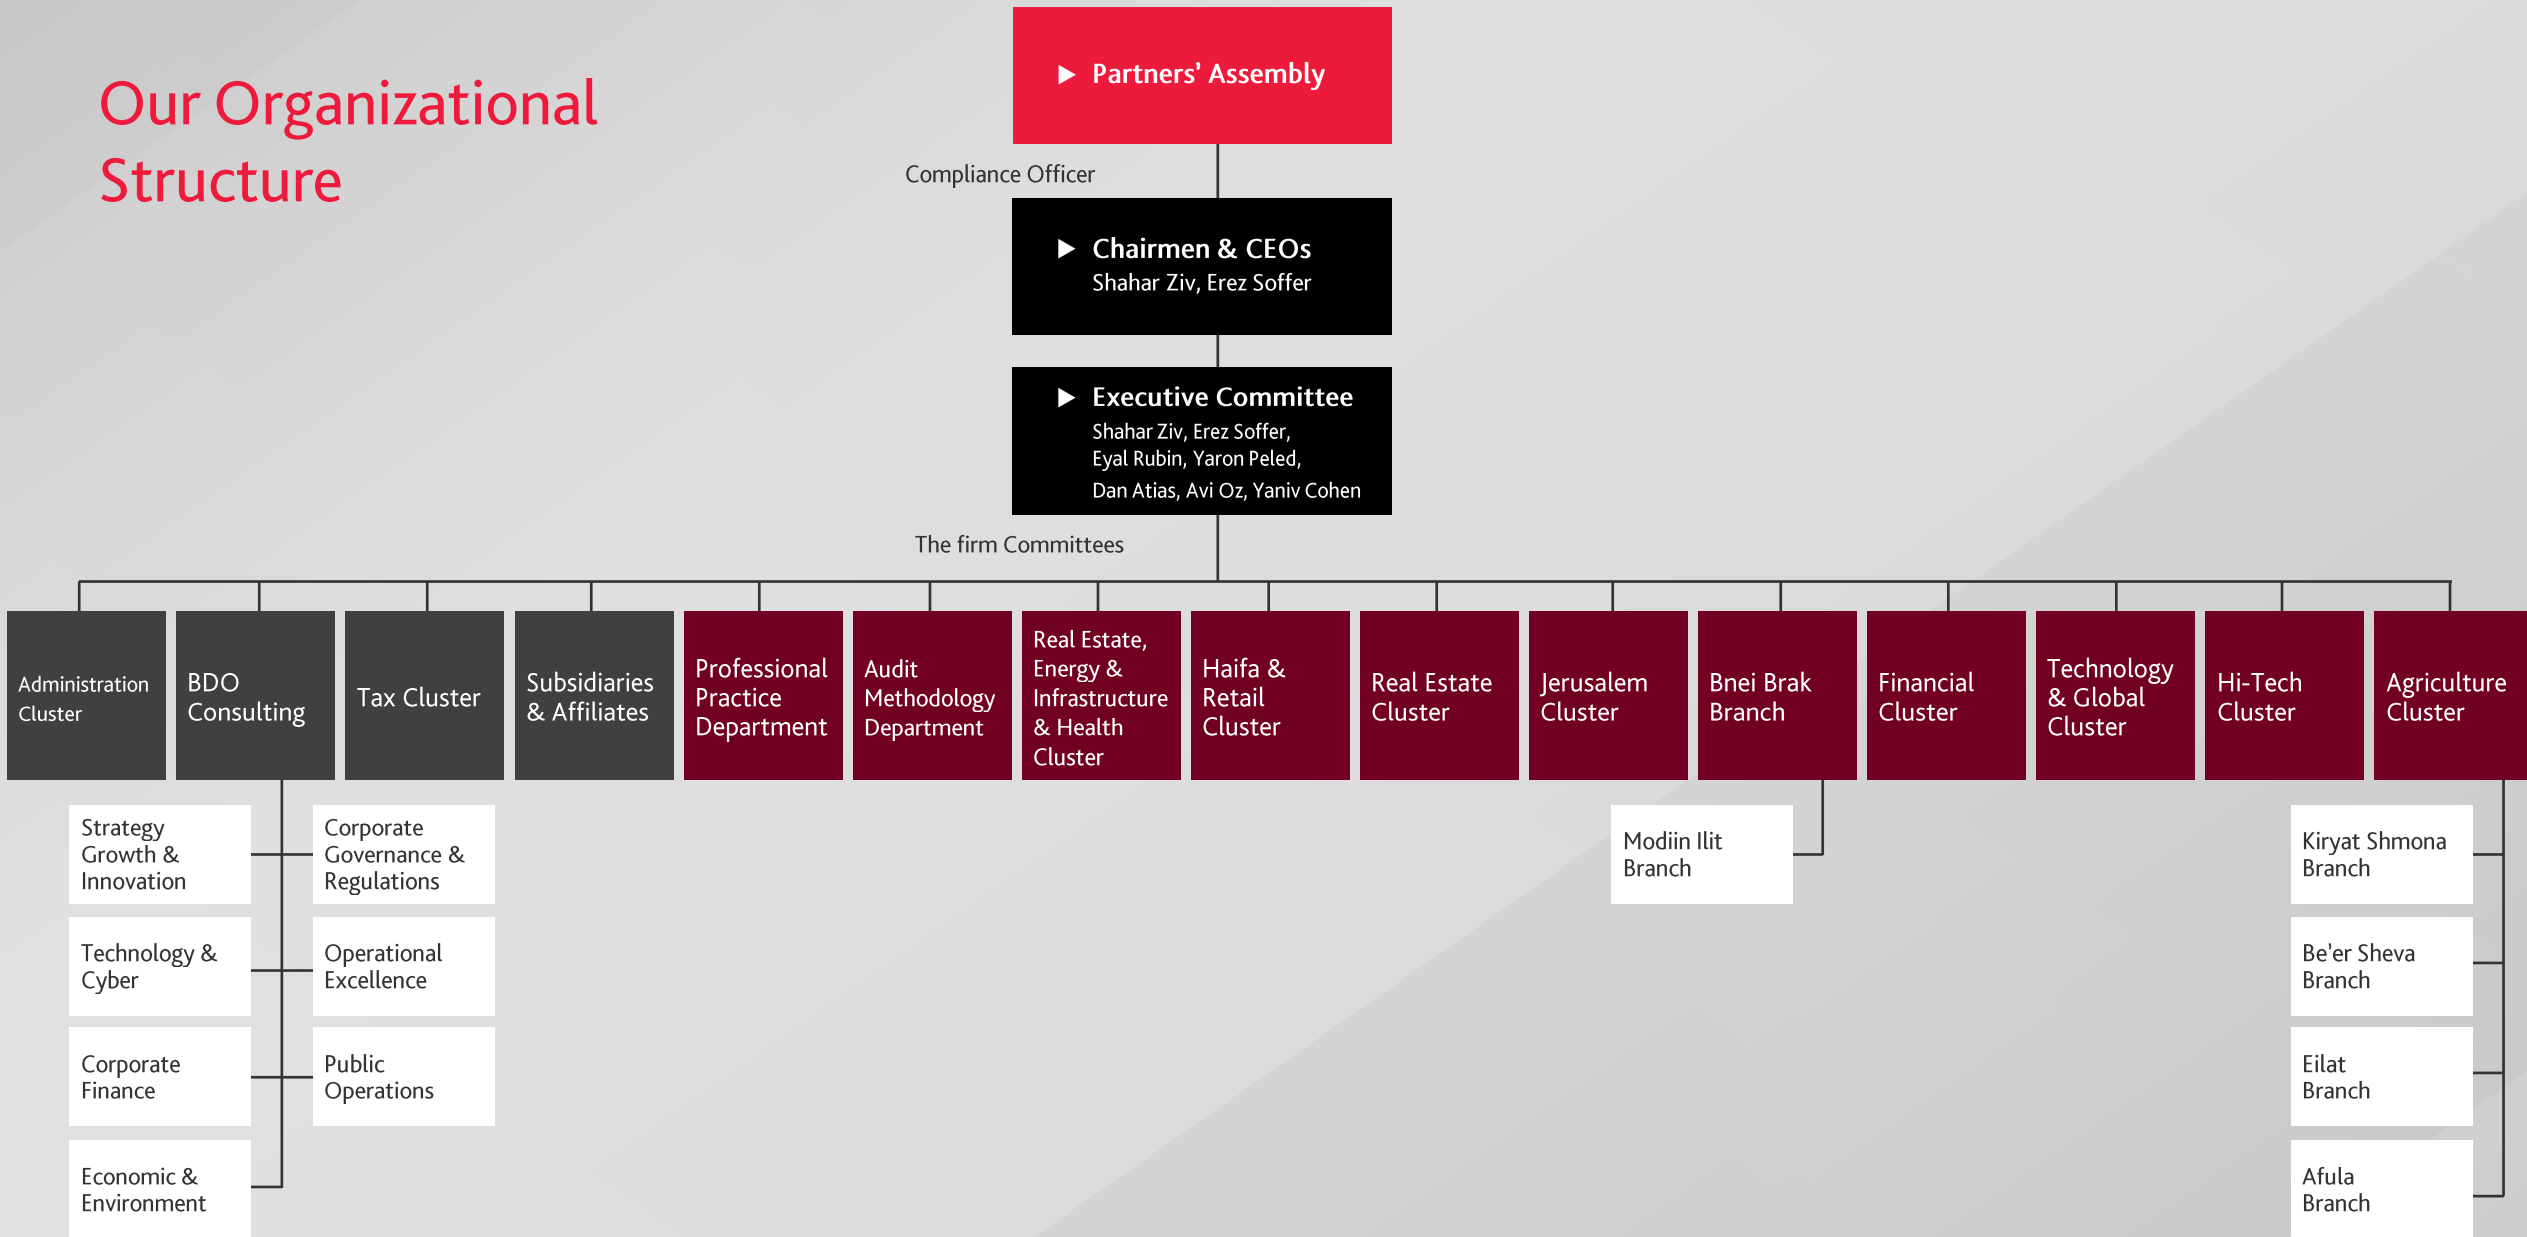 Our Organizational
Structure
Partners’ Assembly
Compliance Officer
Chairmen & CEOs
Shahar Ziv, Erez Soffer
Executive Committee
Shahar Ziv, Erez Soffer,
Eyal Rubin, Yaron Peled,
Dan Atias, Avi Oz, Yaniv Cohen
The firm Committees
Administration
Cluster
BDO
Consulting
Tax Cluster
Subsidiaries
& Affiliates
Professional
Practice
Department
Audit
Methodology
Department
Real Estate,
Energy &
Infrastructure
& Health
Cluster
Haifa &
Retail
Cluster
Real Estate
Cluster
Jerusalem
Cluster
Bnei Brak
Branch
Financial
Cluster
Technology
& Global
Cluster
Hi-Tech
Cluster
Agriculture
Cluster
Strategy
Growth &
Innovation
Corporate
Governance &
Regulations
Technology &
Cyber
Operational
Excellence
Corporate
Finance
Public
Operations
Economic &
Environment
Modiin Ilit
Branch
Kiryat Shmona
Branch
Be’er Sheva
Branch
Eilat
Branch
Afula
Branch